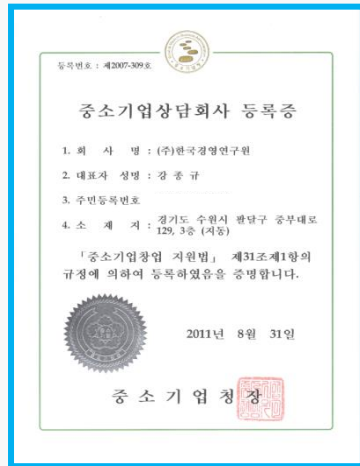 등록번호 : 제2007-309호
중소기업상담회사 등록증
1. 회 사 명 : (주)한국경영연구원
2. 대표자 성명 : 강 종 규
3. 주민등록번호
4. 소 재 지 : 경기도 수원시 팔달구 중부대로
129, 3층 (지동)
「중소기업창업 지원법」 제31조제1항의
규정에 의하여 등록하였음을 증명합니다.
2011년 8월 31일
중 소 기 업 청 장